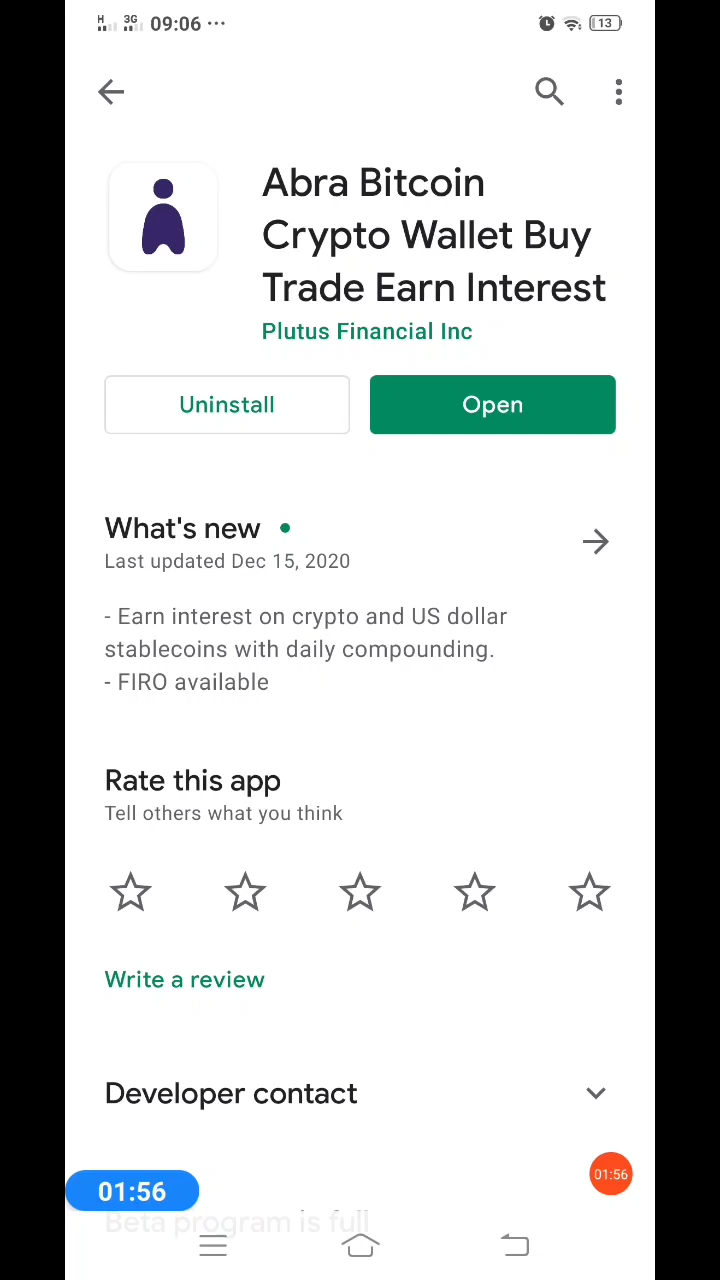 H 3G 09:06 ··· 13
Abra Bitcoin
Crypto Wallet Buy
Trade Earn Interest
Plutus Financial Inc
Uninstall
Open
What's new
Last updated Dec 15, 2020
- Earn interest on crypto and US dollar
stablecoins with daily compounding.
- FIRO available
Rate this app
Tell others what you think
Write a review
Developer contact
01:56
01:56
Beta program is full